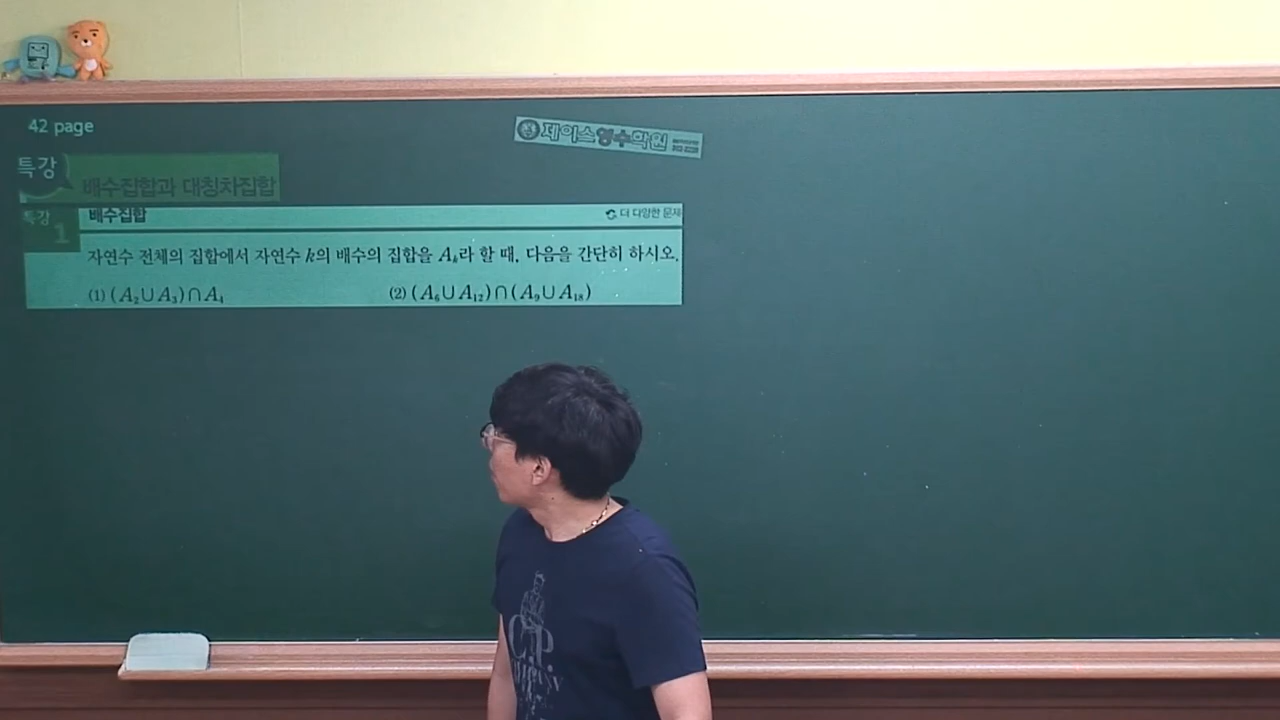 42 page
제이스영수학원
특강
배수집합과 대칭차집합
특강
1
배수집합
더 다양한 문제
자연수 전체의 집합에서 자연수 k의 배수의 집합을 Aₖ라 할 때, 다음을 간단히 하시오.
(1) (A₂∪A₃)∩A₄
(2) (A₆∪A₁₂)∩(A₉∪A₁₈)
C.P.